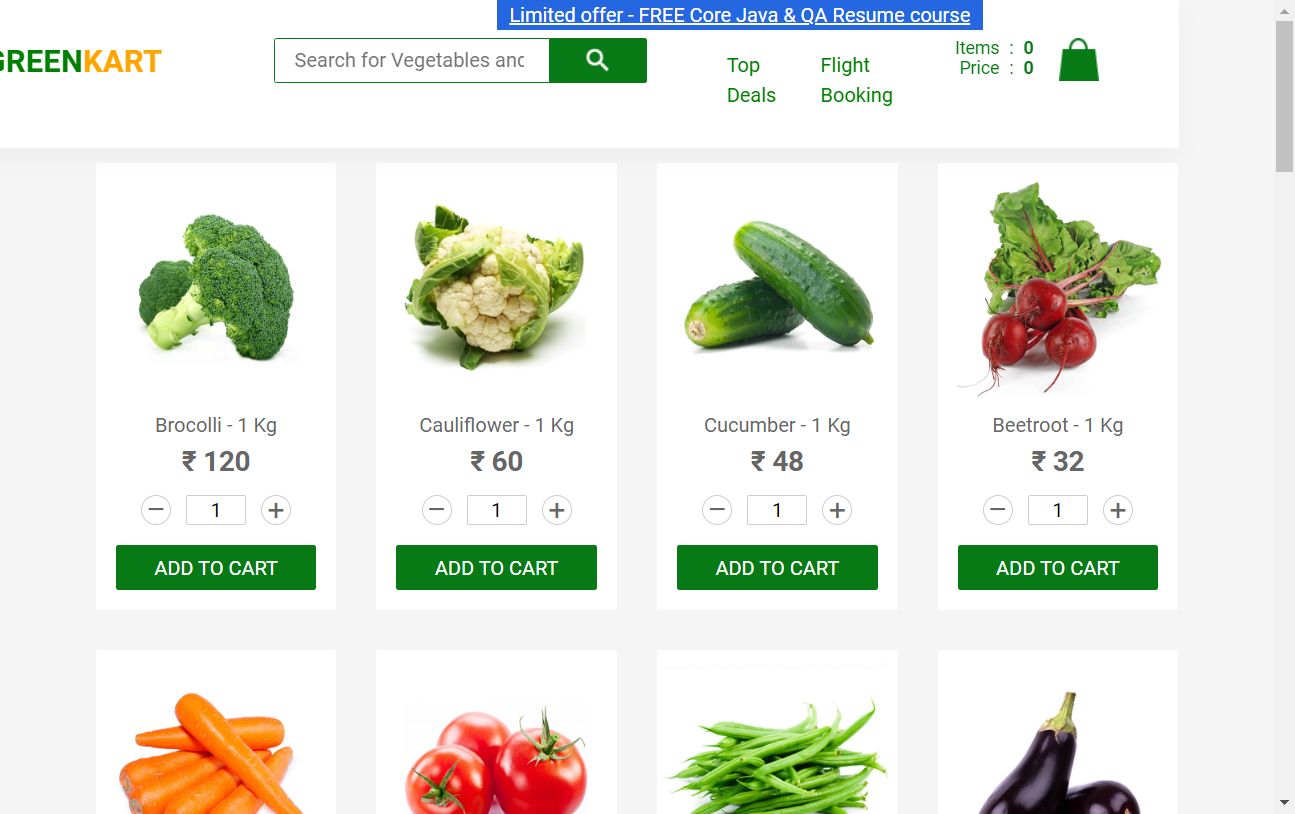 Limited offer - FREE Core Java & QA Resume course
GREENKART
Search for Vegetables and
Top Deals
Flight Booking
Items : 0
Price : 0
Brocolli - 1 Kg
₹ 120
− 1 +
ADD TO CART
Cauliflower - 1 Kg
₹ 60
− 1 +
ADD TO CART
Cucumber - 1 Kg
₹ 48
− 1 +
ADD TO CART
Beetroot - 1 Kg
₹ 32
− 1 +
ADD TO CART